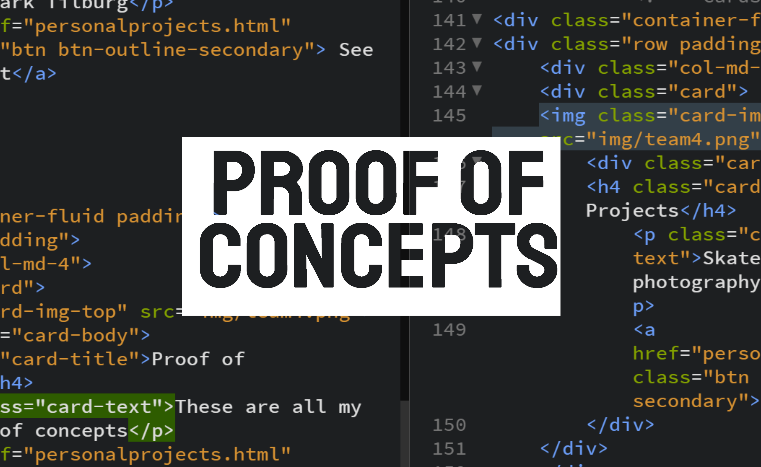 ark Tilburg</p>
f="personalprojects.html"
"btn btn-outline-secondary"> See
t</a>
ner-fluid paddin
dding">
l-md-4">
rd">
rd-img-top" src="img/team4.png"
="card-body">
"card-title">Proof of
h4>
ss="card-text">These are all my
of concepts</p>
f="personalprojects.html"
PROOF OF
CONCEPTS
141 <div class="container-f
142 <div class="row padding
143 <div class="col-md-
144 <div class="card">
145 <img class="card-im
src="img/team4.png"
<div class="car
<h4 class="card
Projects</h4>
148 <p class="c
text">Skate
photography
p>
149 <a
href="perso
class="btn
secondary">
150 </div>
151 </div>